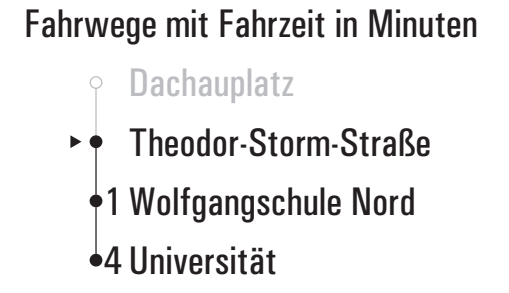 Fahrwege mit Fahrzeit in Minuten
Dachauplatz
Theodor-Storm-Straße
1 Wolfgangschule Nord
4 Universität